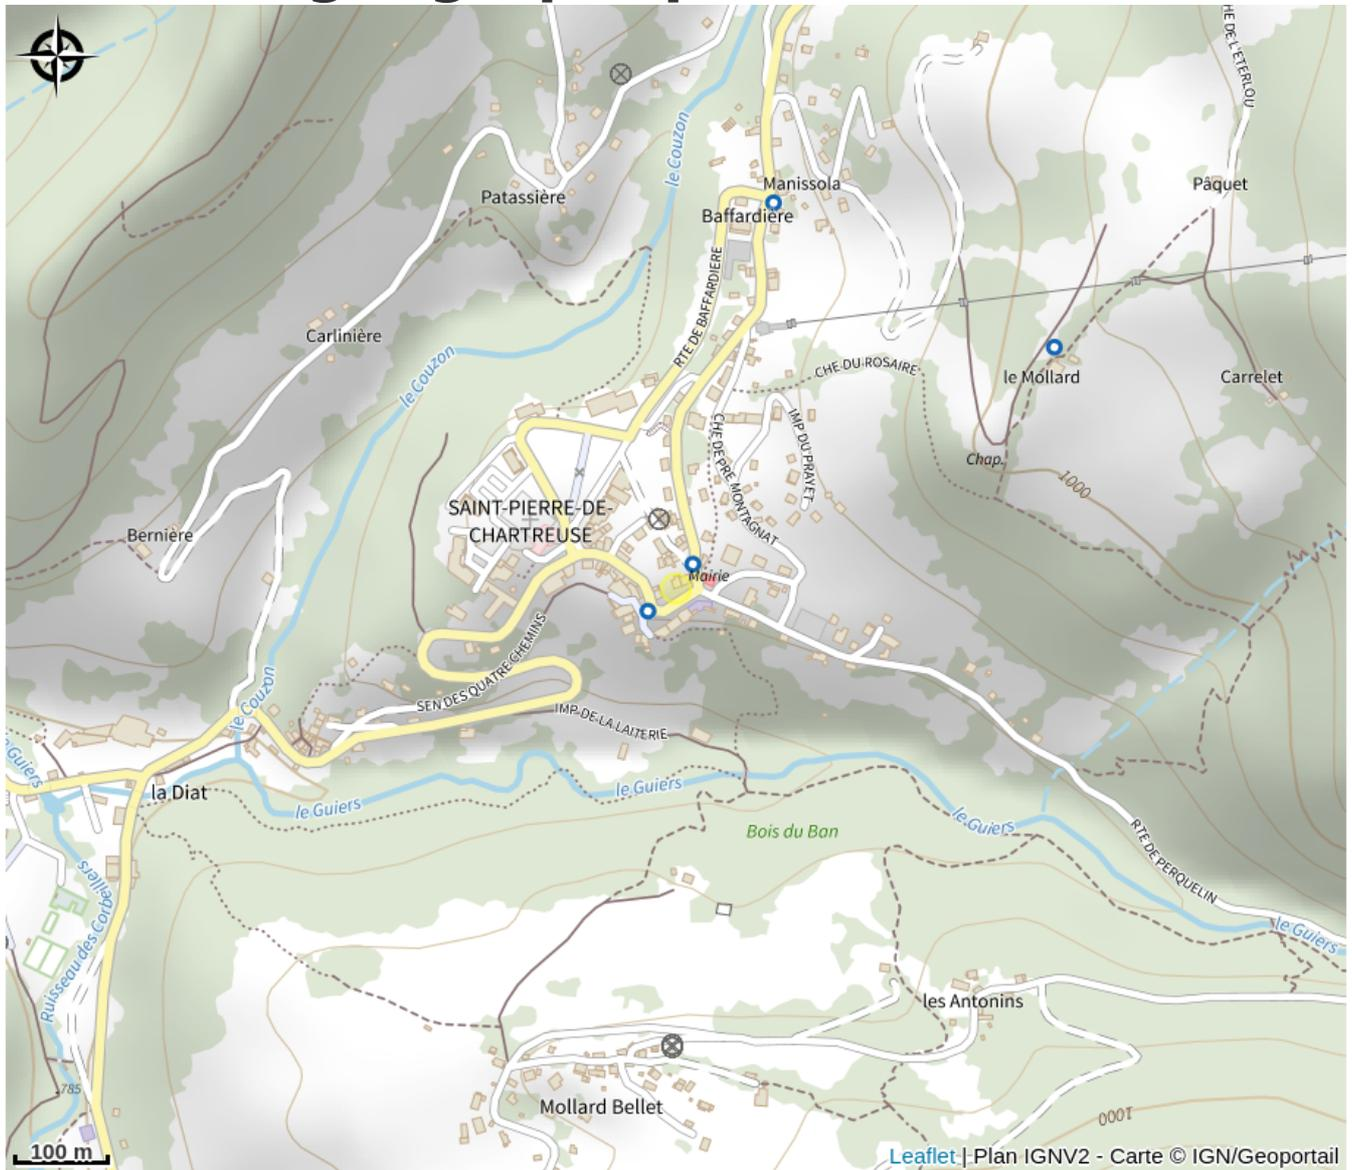 HE DE L'ETERLOU
le Couzon
Manissola
Pâquet
Patassière
Baffardière
RTE DE BAFFARDIERE
Carlinière
le Couzon
CHE DU ROSAIRE
le Mollard
Carrelet
CHE DE PRE MONTAGNAT
IMP DU PRAYET
Chap.
1000
SAINT-PIERRE-DE-
CHARTREUSE
Bernière
Mairie
SEN DES QUATRE CHEMINS
le Couzon
IMP DE LA LAITERIE
le Guiers
la Diat
le Guiers
le Guiers
le Guiers
Bois du Ban
RTE DE PERQUELIN
Ruisseau des Corbeillers
le Guiers
les Antonins
785
Mollard Bellet
1000
100 m
Leaflet | Plan IGNV2 - Carte © IGN/Geoportail